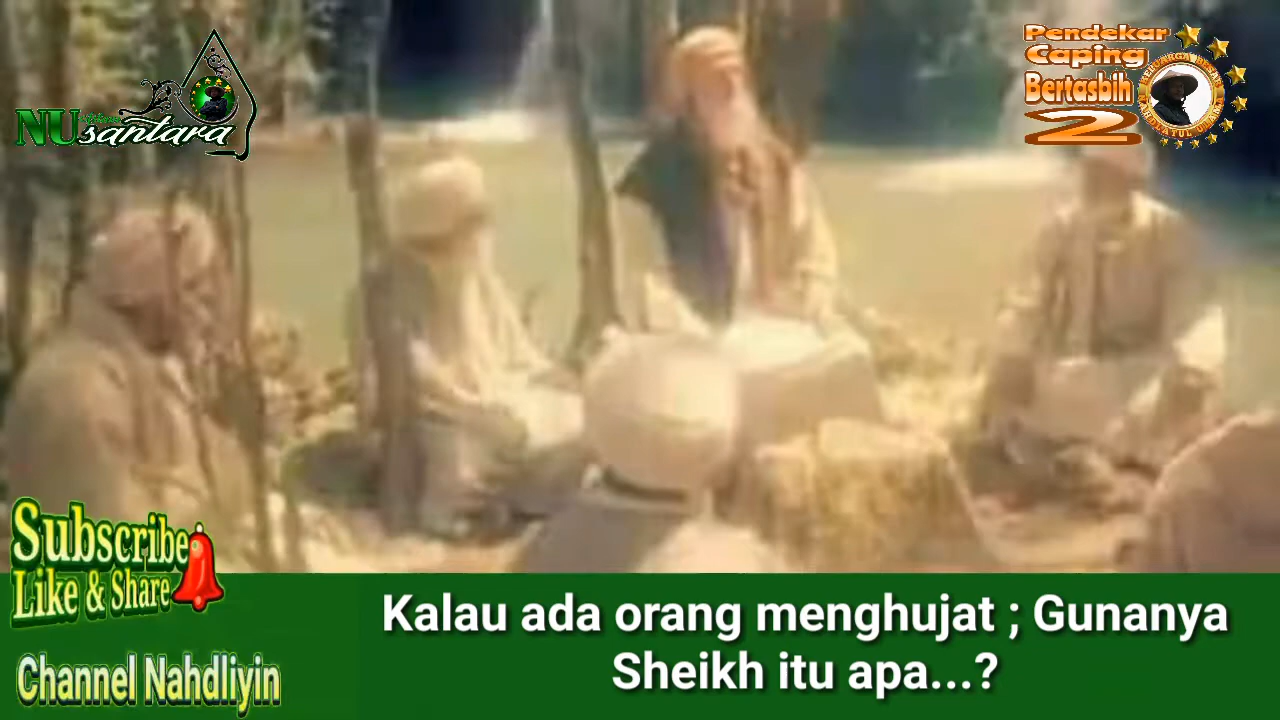 NUsantara
Pendekar
Caping
Bertasbih
2
Subscribe
Like & Share
Channel Nahdliyin
Kalau ada orang menghujat ; Gunanya
Sheikh itu apa...?